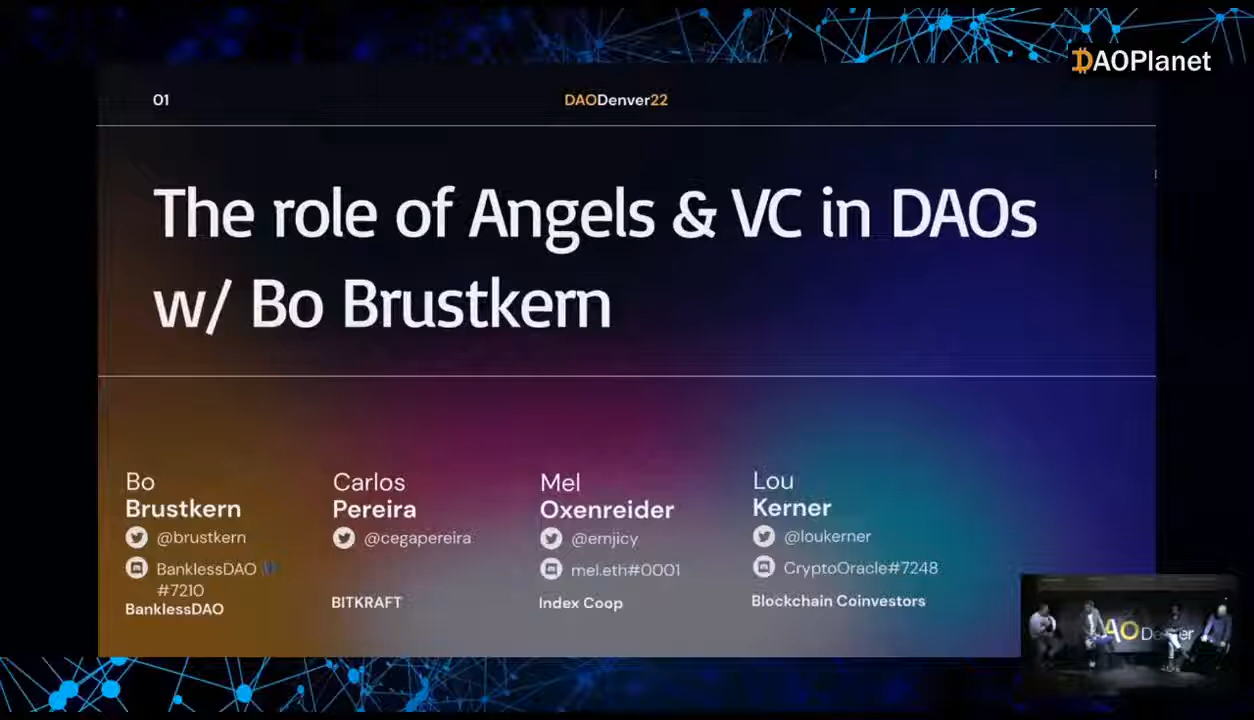 DAOPlanet
01
DAODenver22
The role of Angels & VC in DAOs
w/ Bo Brustkern
Bo
Brustkern
@brustkern
BanklessDAO
#7210
BanklessDAO
Carlos
Pereira
@cegapereira
BITKRAFT
Mel
Oxenreider
@emjicy
mel.eth#0001
Index Coop
Lou
Kerner
@loukerner
CryptoOracle#7248
Blockchain Coinvestors